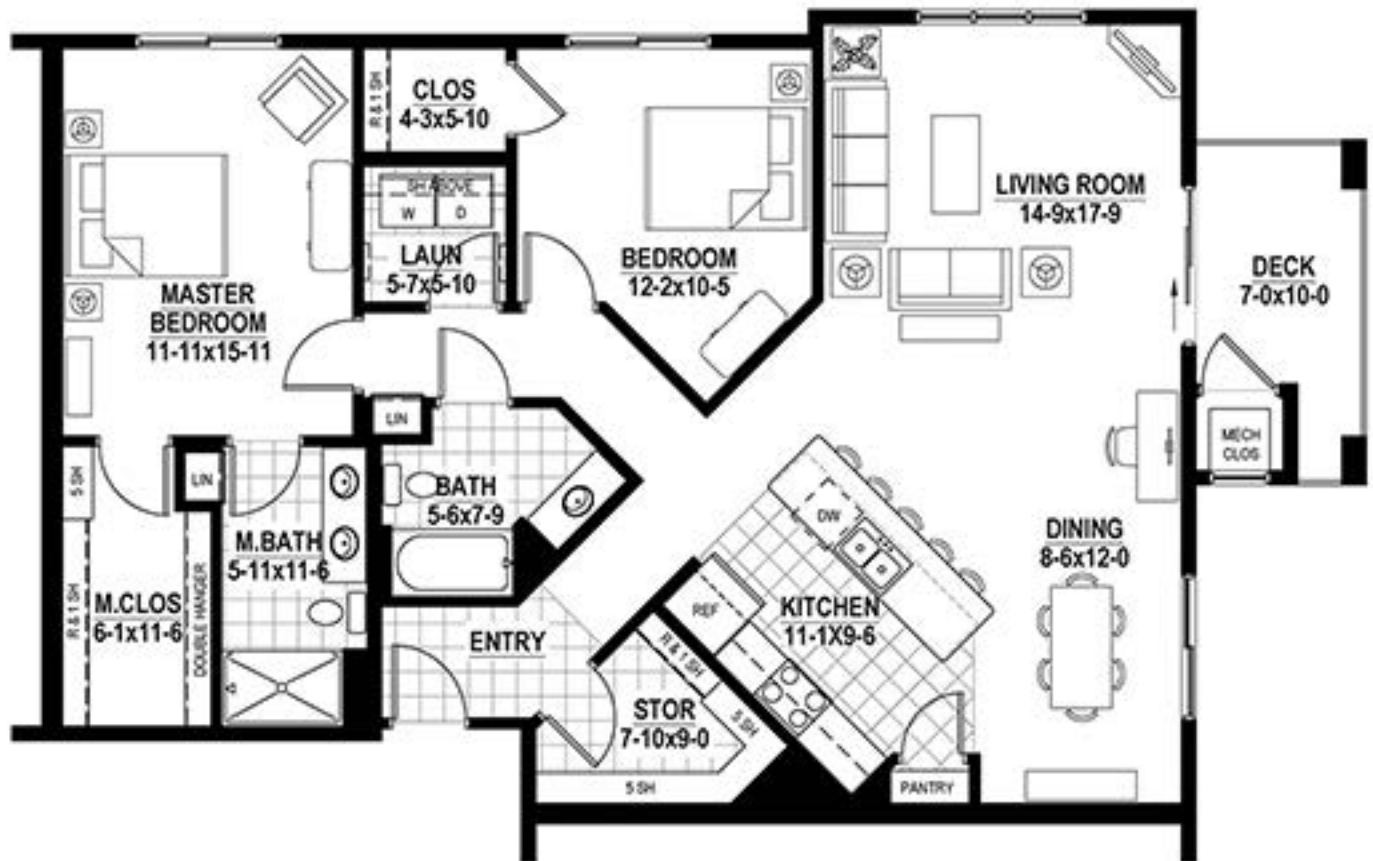 R & 1 SH
CLOS
4-3x5-10
SH ABOVE
W
D
LAUN
5-7x5-10
MASTER
BEDROOM
11-11x15-11
BEDROOM
12-2x10-5
LIVING ROOM
14-9x17-9
DECK
7-0x10-0
MECH
CLOS
LIN
LIN
5 SH
R & 1 SH
M.CLOS
6-1x11-6
DOUBLE HANGER
M.BATH
5-11x11-6
BATH
5-6x7-9
DW
DINING
8-6x12-0
REF
KITCHEN
11-1X9-6
ENTRY
R & 1 SH
STOR
7-10x9-0
5 SH
5 SH
PANTRY